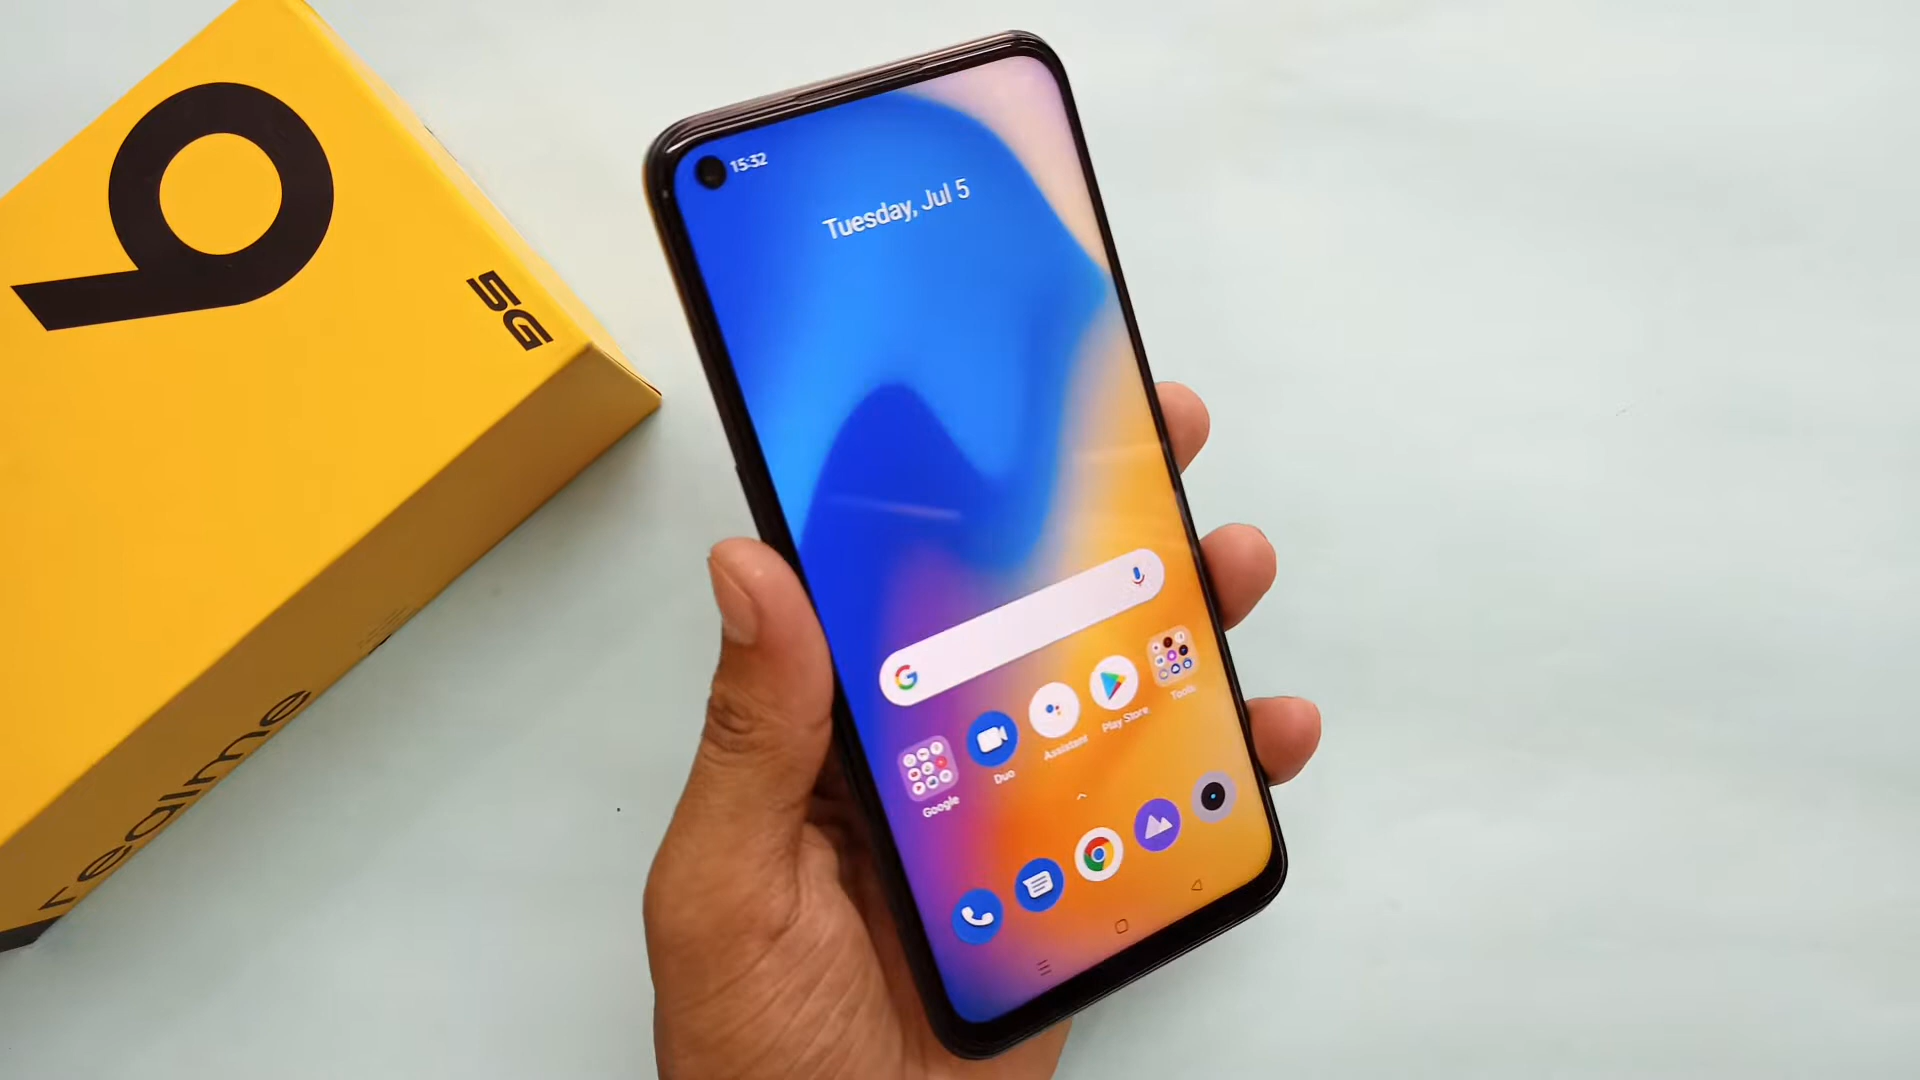 9
5G
realme
15:32
Tuesday, Jul 5
Google
Duo
Assistant
Play Store
Tools